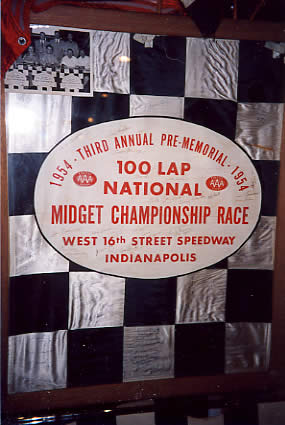 1954 · THIRD ANNUAL PRE-MEMORIAL · 1954
100 LAP
AAA NATIONAL AAA
MIDGET CHAMPIONSHIP RACE
WEST 16th STREET SPEEDWAY
INDIANAPOLIS